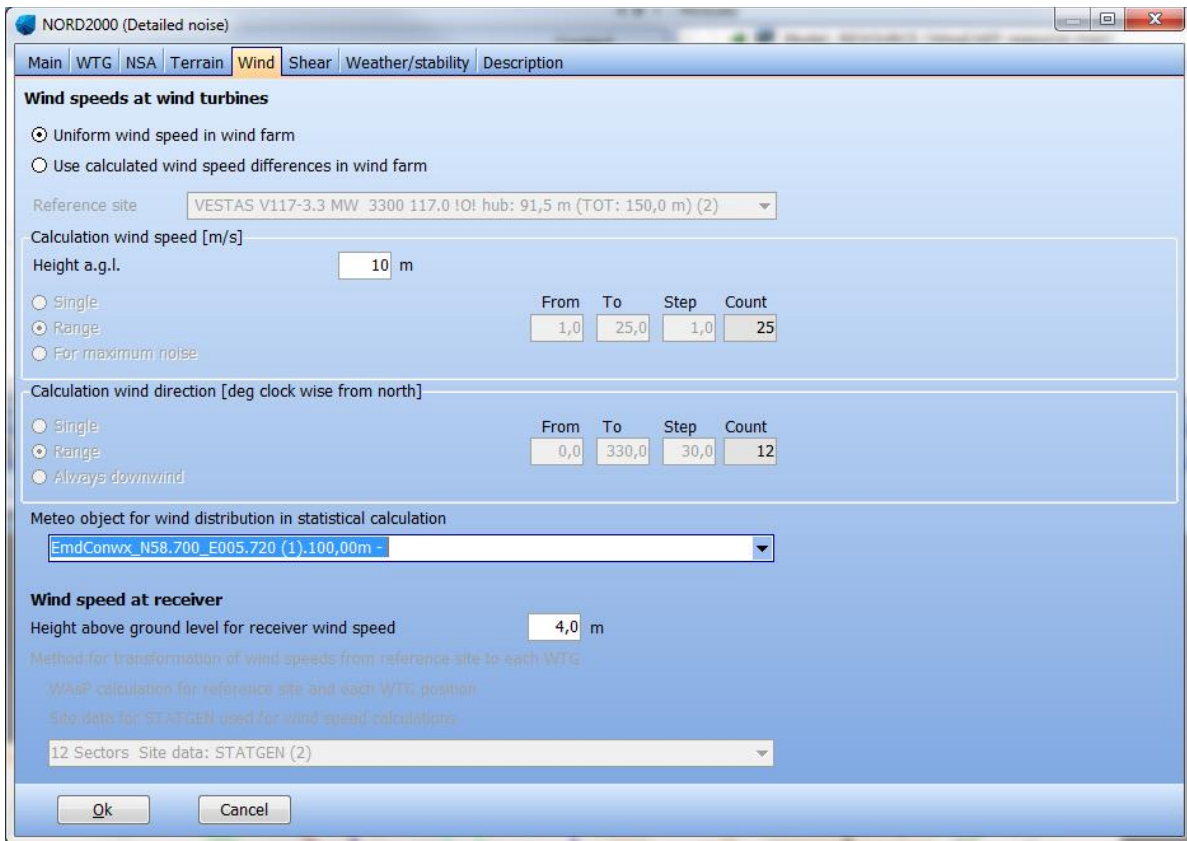 NORD2000 (Detailed noise)
Main WTG NSA Terrain Wind Shear Weather/stability Description
Wind speeds at wind turbines
Uniform wind speed in wind farm
Use calculated wind speed differences in wind farm
Reference site VESTAS V117-3.3 MW 3300 117.0 !O! hub: 91,5 m (TOT: 150,0 m) (2)
Calculation wind speed [m/s]
Height a.g.l. 10 m
Single From To Step Count
Range 1,0 25,0 1,0 25
For maximum noise
Calculation wind direction [deg clock wise from north]
Single From To Step Count
Range 0,0 330,0 30,0 12
Always downwind
Meteo object for wind distribution in statistical calculation
EmdConwx_N58.700_E005.720 (1).100,00m -
Wind speed at receiver
Height above ground level for receiver wind speed 4,0 m
Method for transformation of wind speeds from reference site to each WTG
WAsP calculation for reference site and each WTG position
Site data for STATGEN used for wind speed calculations
12 Sectors Site data: STATGEN (2)
Ok Cancel